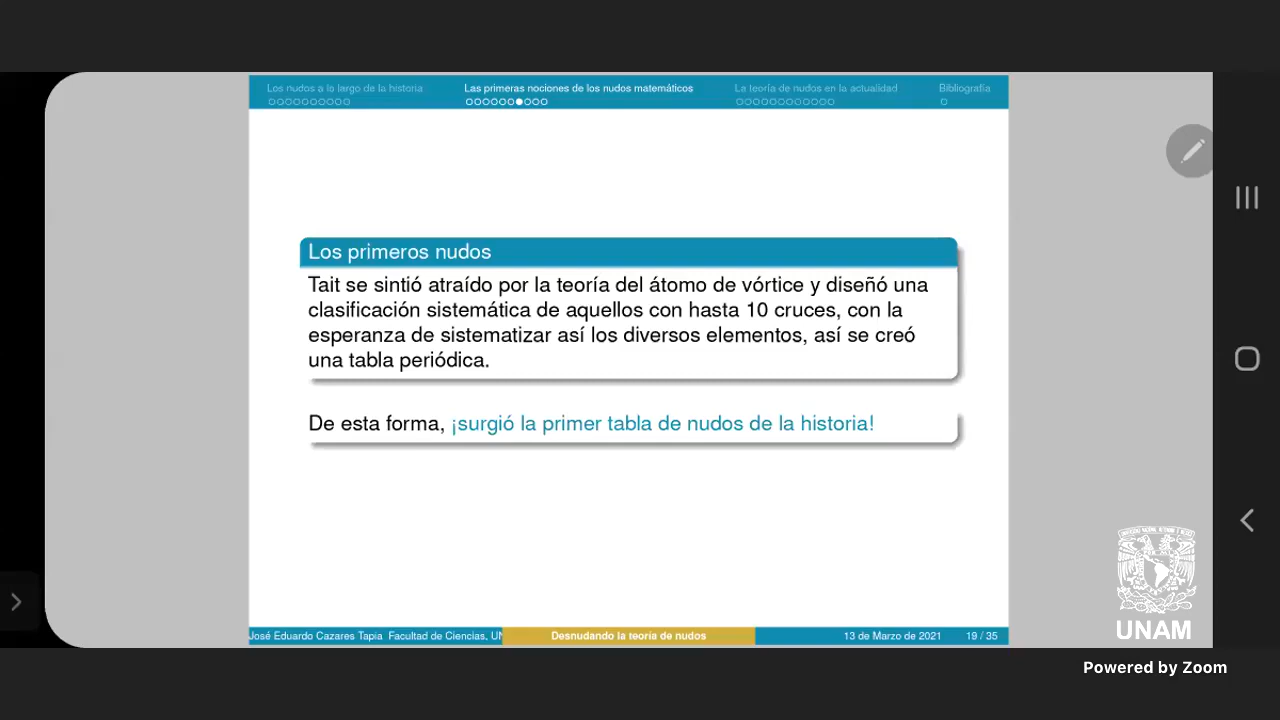 Los nudos a lo largo de la historia
Las primeras nociones de los nudos matemáticos
La teoría de nudos en la actualidad
Bibliografía
Los primeros nudos
Tait se sintió atraído por la teoría del átomo de vórtice y diseñó una
clasificación sistemática de aquellos con hasta 10 cruces, con la
esperanza de sistematizar así los diversos elementos, así se creó
una tabla periódica.
De esta forma, ¡surgió la primer tabla de nudos de la historia!
José Eduardo Cazares Tapia Facultad de Ciencias, UN
Desnudando la teoría de nudos
13 de Marzo de 2021
19 / 35
UNAM
Powered by Zoom